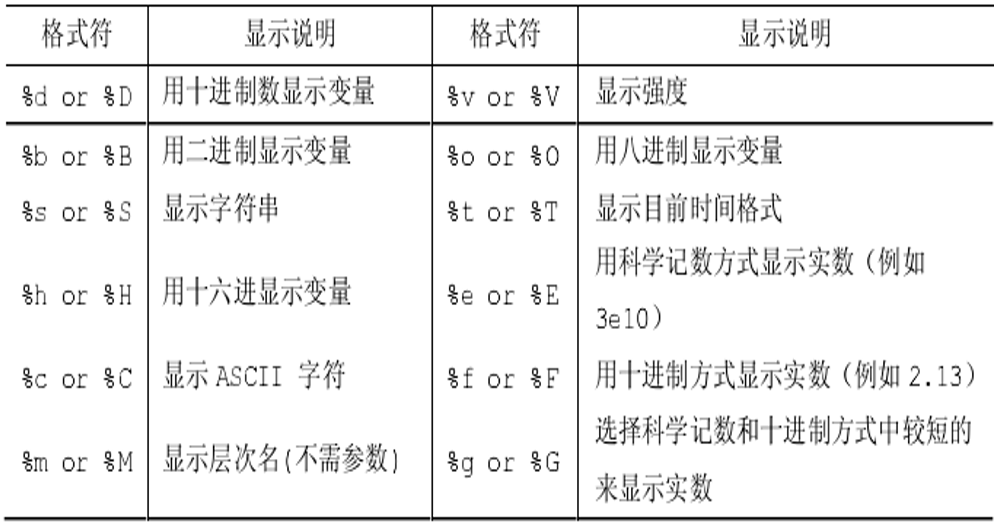 格式符 显示说明 格式符 显示说明
%d or %D 用十进制数显示变量 %v or %V 显示强度
%b or %B 用二进制显示变量 %o or %O 用八进制显示变量
%s or %S 显示字符串 %t or %T 显示目前时间格式
%h or %H 用十六进显示变量 %e or %E 用科学记数方式显示实数（例如
3e10）
%c or %C 显示 ASCII 字符 %f or %F 用十进制方式显示实数（例如 2.13）
%m or %M 显示层次名(不需参数) %g or %G 选择科学记数和十进制方式中较短的
来显示实数